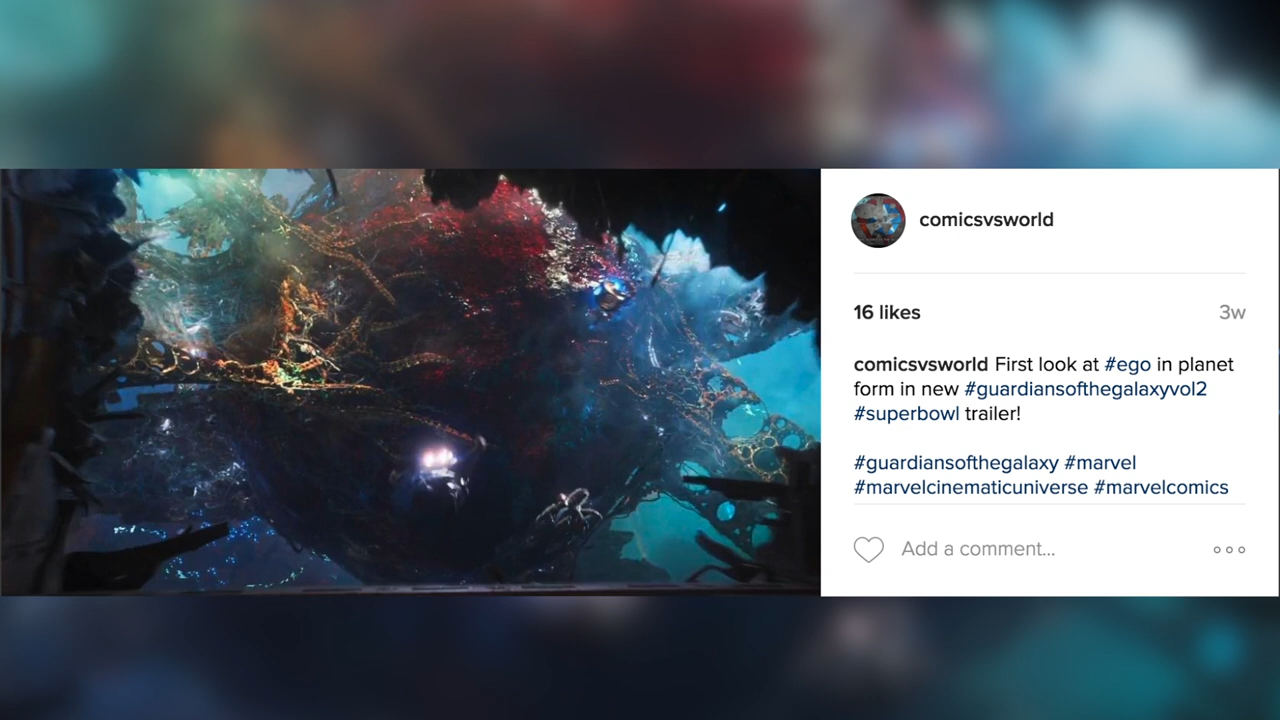 comicsvsworld
16 likes
3w
comicsvsworld First look at #ego in planet
form in new #guardiansofthegalaxyvol2
#superbowl trailer!
#guardiansofthegalaxy #marvel
#marvelcinematicuniverse #marvelcomics
Add a comment...